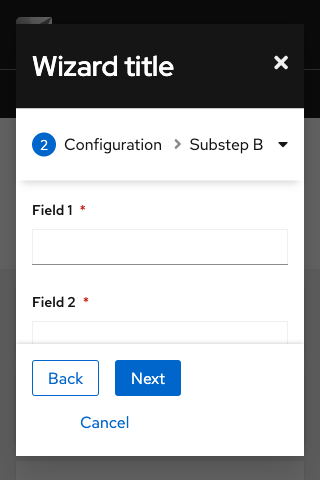 Wizard title
2 Configuration > Substep B
Field 1 *
Field 2 *
Back Next
Cancel